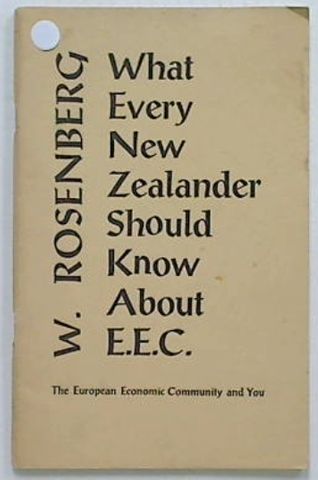 W. ROSENBERG
What
Every
New
Zealander
Should
Know
About
E.E.C.
The European Economic Community and You